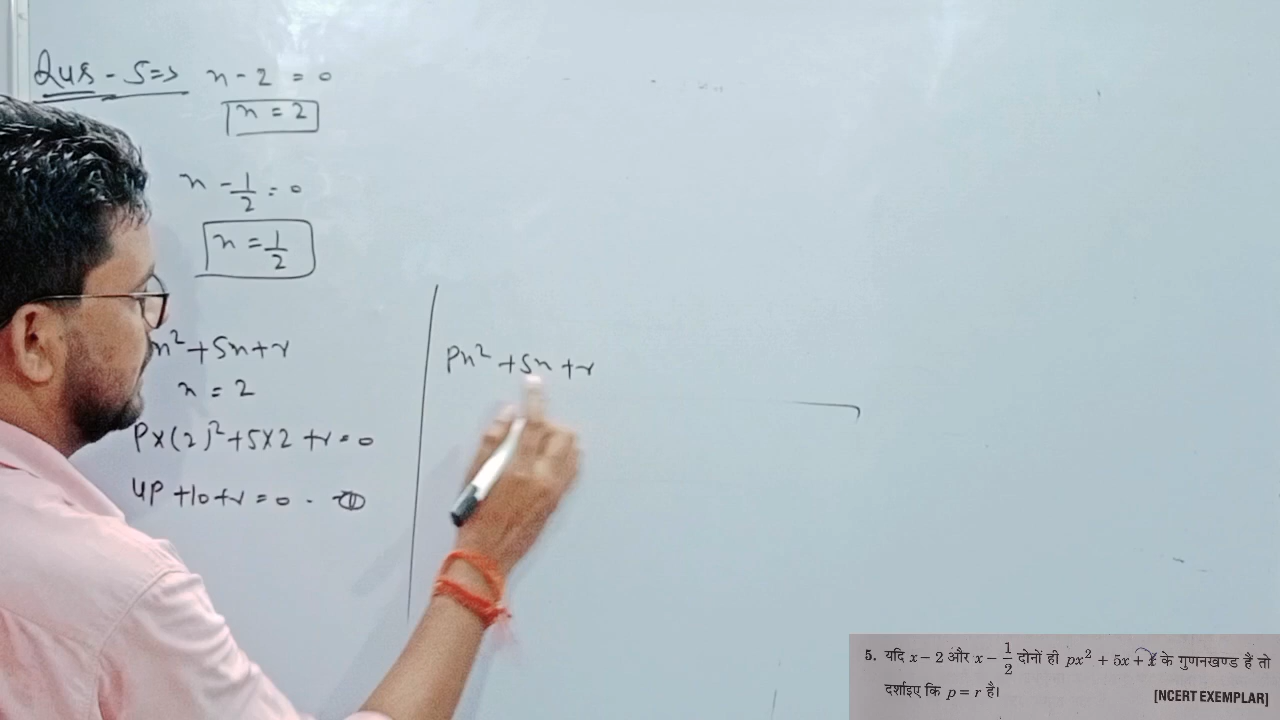 Qus - 5 =>
x - 2 = 0
x = 2
x - 1/2 = 0
x = 1/2
x² + 5x + r
x = 2
P×(2)² + 5×2 + r = 0
4P + 10 + r = 0 - ①
Px² + 5x + r
5. यदि x – 2 और x – 1/2 दोनों ही px² + 5x + r के गुणनखण्ड हैं तो
दर्शाइए कि p = r है।
[NCERT EXEMPLAR]